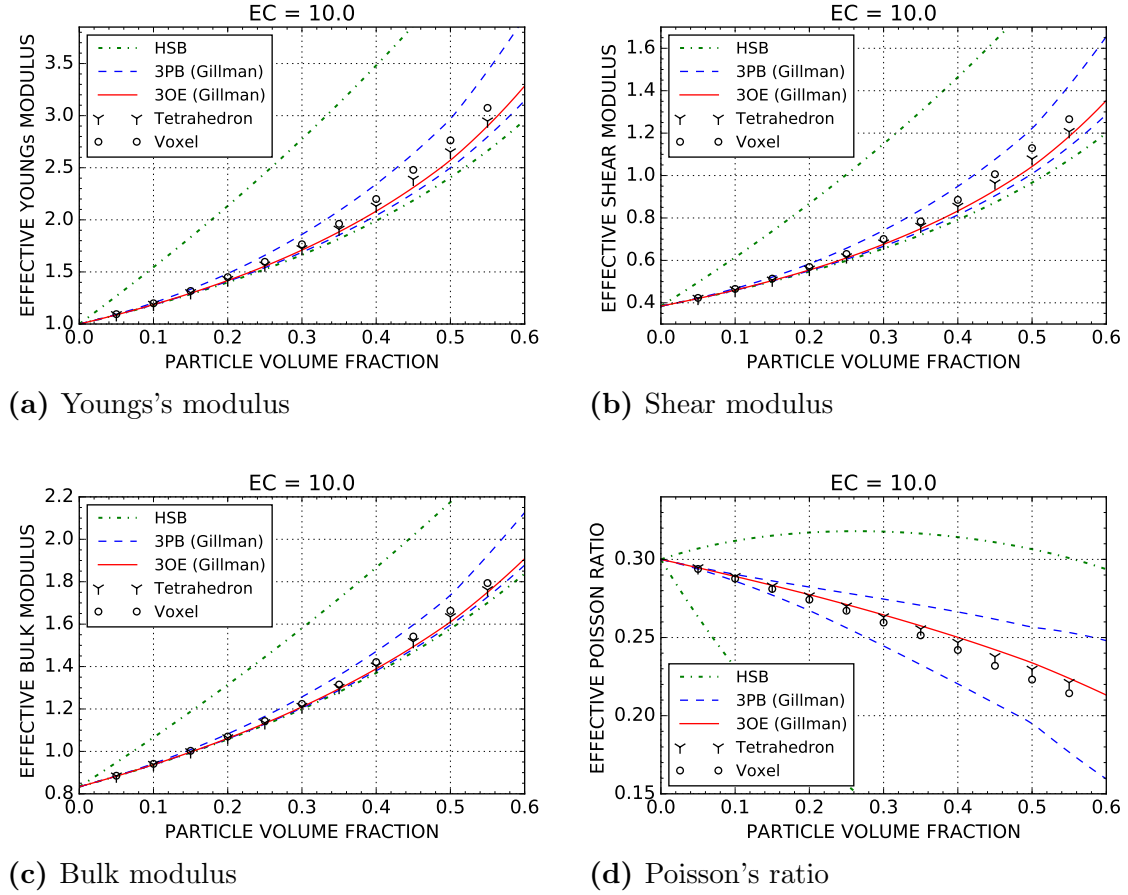 EC = 10.0
EFFECTIVE YOUNGs MODULUS
HSB
3PB (Gillman)
3OE (Gillman)
Tetrahedron
Voxel
3.5
3.0
2.5
2.0
1.5
1.0
0.0 0.1 0.2 0.3 0.4 0.5 0.6
PARTICLE VOLUME FRACTION
(a) Youngs's modulus
EC = 10.0
EFFECTIVE SHEAR MODULUS
HSB
3PB (Gillman)
3OE (Gillman)
Tetrahedron
Voxel
1.6
1.4
1.2
1.0
0.8
0.6
0.4
0.0 0.1 0.2 0.3 0.4 0.5 0.6
PARTICLE VOLUME FRACTION
(b) Shear modulus
EC = 10.0
EFFECTIVE BULK MODULUS
HSB
3PB (Gillman)
3OE (Gillman)
Tetrahedron
Voxel
2.2
2.0
1.8
1.6
1.4
1.2
1.0
0.8
0.0 0.1 0.2 0.3 0.4 0.5 0.6
PARTICLE VOLUME FRACTION
(c) Bulk modulus
EC = 10.0
EFFECTIVE POISSON RATIO
0.30
0.25
0.20
0.15
HSB
3PB (Gillman)
3OE (Gillman)
Tetrahedron
Voxel
0.0 0.1 0.2 0.3 0.4 0.5 0.6
PARTICLE VOLUME FRACTION
(d) Poisson's ratio